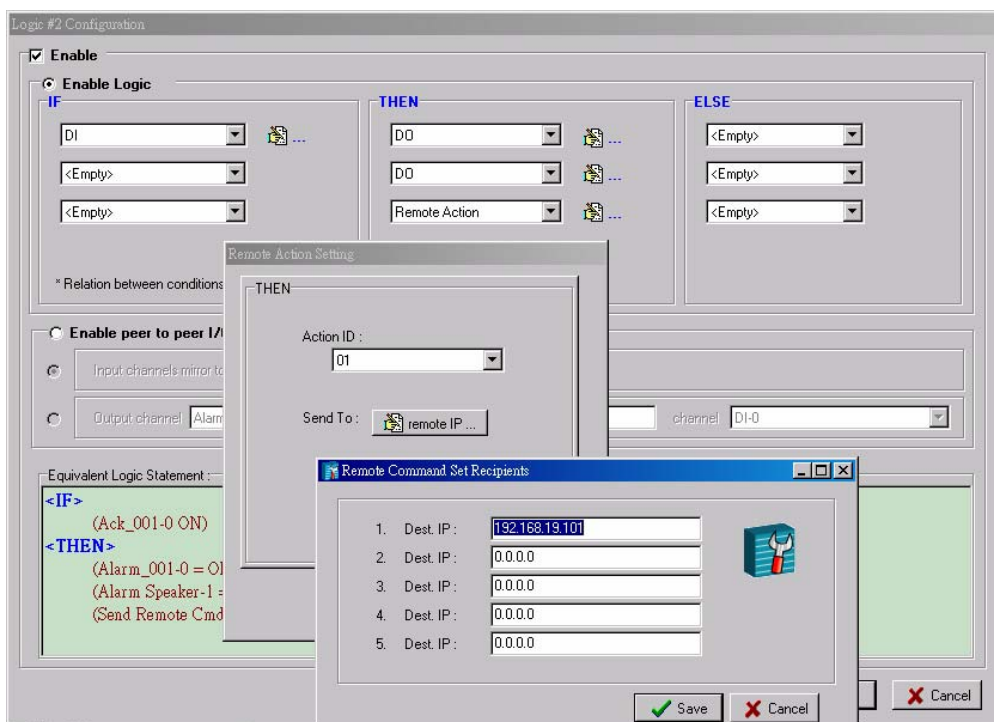 Logic #2 Configuration
Enable
Enable Logic
IF
THEN
ELSE
DI
...
DO
...
<Empty>
<Empty>
DO
...
<Empty>
<Empty>
Remote Action
...
<Empty>
* Relation between conditions
Enable peer to peer
Input channels mirror
Output channel
channel DI-0
Equivalent Logic Statement :
<IF>
(Ack_001-0 ON)
<THEN>
(Alarm_001-0 =
(Alarm Speaker-1 =
(Send Remote Cmd
Cancel
Remote Action Setting
THEN
Action ID :
01
Send To :
remote IP ...
Remote Command Set Recipients
1. Dest. IP : 192.168.19.101
2. Dest. IP : 0.0.0.0
3. Dest. IP : 0.0.0.0
4. Dest. IP : 0.0.0.0
5. Dest. IP : 0.0.0.0
Save
Cancel